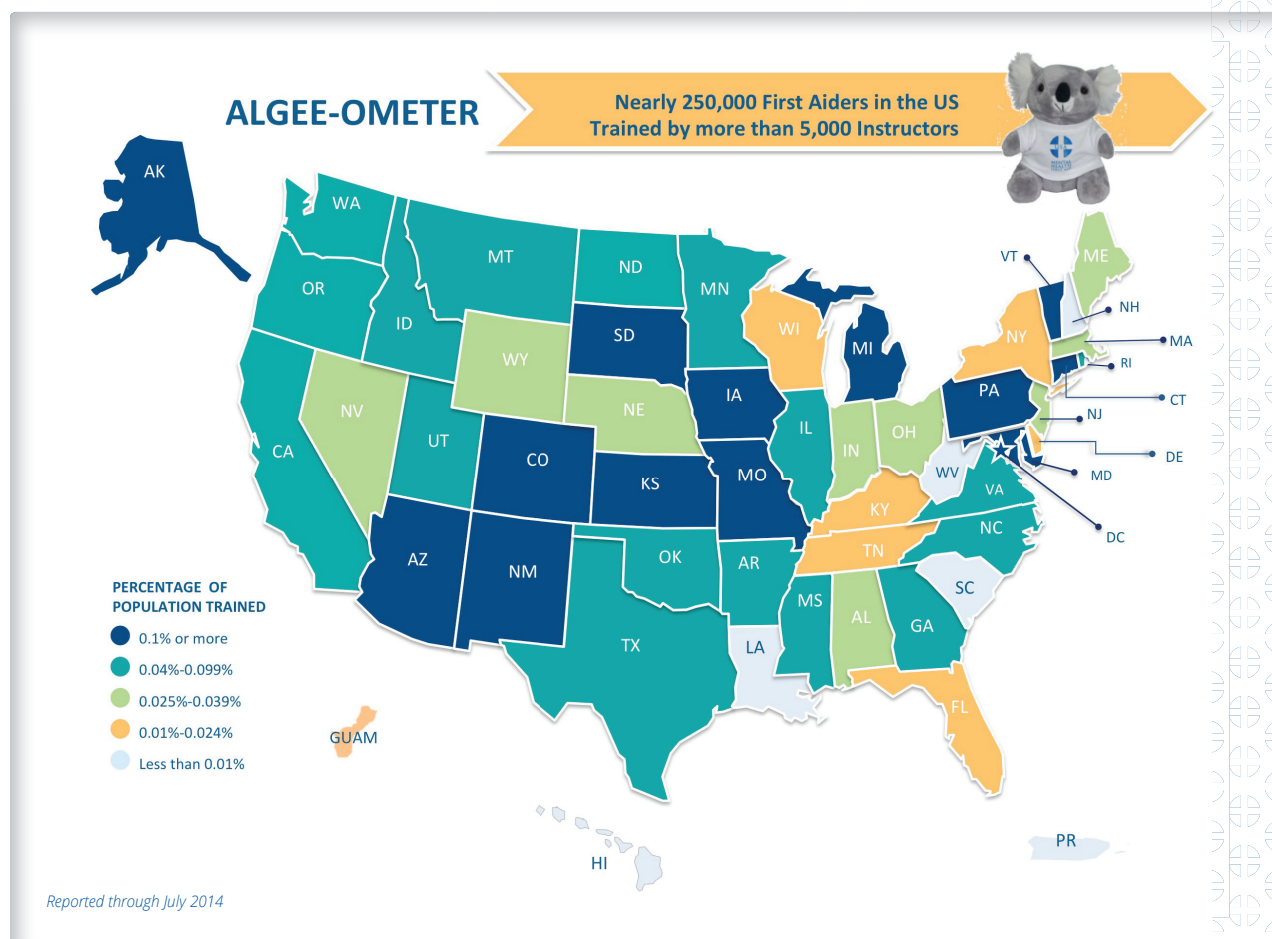 ALGEE-OMETER
Nearly 250,000 First Aiders in the US
Trained by more than 5,000 Instructors
AK
WA
MT
ND
MN
OR
ID
SD
WY
WI
MI
NY
VT
ME
NH
MA
RI
CT
NJ
DE
MD
DC
PA
NV
UT
CA
NE
IA
IL
IN
OH
CO
KS
MO
WV
VA
KY
NC
TN
AZ
NM
OK
AR
SC
MS
AL
GA
TX
LA
FL
PERCENTAGE OF
POPULATION TRAINED
0.1% or more
0.04%-0.099%
0.025%-0.039%
0.01%-0.024%
Less than 0.01%
GUAM
HI
PR
Reported through July 2014